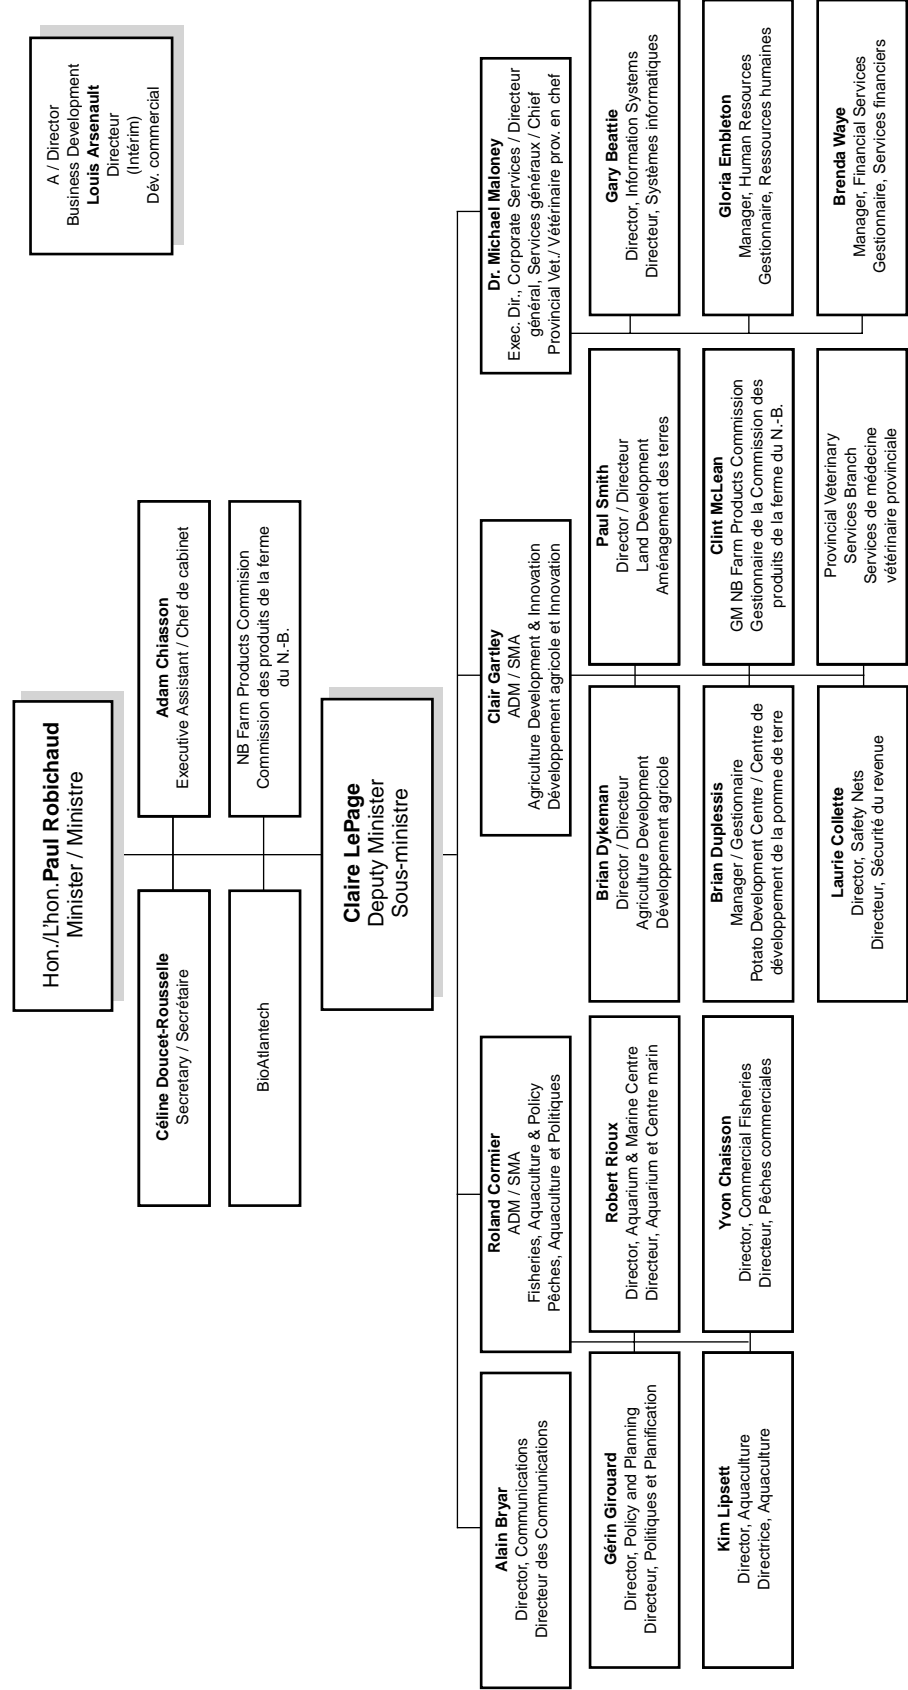 A / Director
Business Development
Louis Arsenault
Directeur
(Intérim)
Dév. commercial
Hon./L'hon.Paul Robichaud
Minister / Ministre
Céline Doucet-Rousselle
Secretary / Secrétaire
Adam Chiasson
Executive Assistant / Chef de cabinet
BioAtlantech
NB Farm Products Commision
Commission des produits de la ferme
du N.-B.
Claire LePage
Deputy Minister
Sous-ministre
Alain Bryar
Director, Communications
Directeur des Communications
Roland Cormier
ADM / SMA
Fisheries, Aquaculture & Policy
Pêches, Aquaculture et Politiques
Clair Gartley
ADM / SMA
Agriculture Development & Innovation
Développement agricole et Innovation
Dr. Michael Maloney
Exec. Dir., Corporate Services / Directeur
général, Services généraux / Chief
Provincial Vet./ Vétérinaire prov. en chef
Gérin Girouard
Director, Policy and Planning
Directeur, Politiques et Planification
Robert Rioux
Director, Aquarium & Marine Centre
Directeur, Aquarium et Centre marin
Brian Dykeman
Director / Directeur
Agriculture Development
Développement agricole
Paul Smith
Director / Directeur
Land Development
Aménagement des terres
Gary Beattie
Director, Information Systems
Directeur, Systèmes informatiques
Kim Lipsett
Director, Aquaculture
Directrice, Aquaculture
Yvon Chaisson
Director, Commercial Fisheries
Directeur, Pêches commerciales
Brian Duplessis
Manager / Gestionnaire
Potato Development Centre / Centre de
développement de la pomme de terre
Clint McLean
GM NB Farm Products Commission
Gestionnaire de la Commission des
produits de la ferme du N.-B.
Gloria Embleton
Manager, Human Resources
Gestionnaire, Ressources humaines
Laurie Collette
Director, Safety Nets
Directeur, Sécurité du revenue
Provincial Veterinary
Services Branch
Services de médecine
vétérinaire provinciale
Brenda Waye
Manager, Financial Services
Gestionnaire, Services financiers